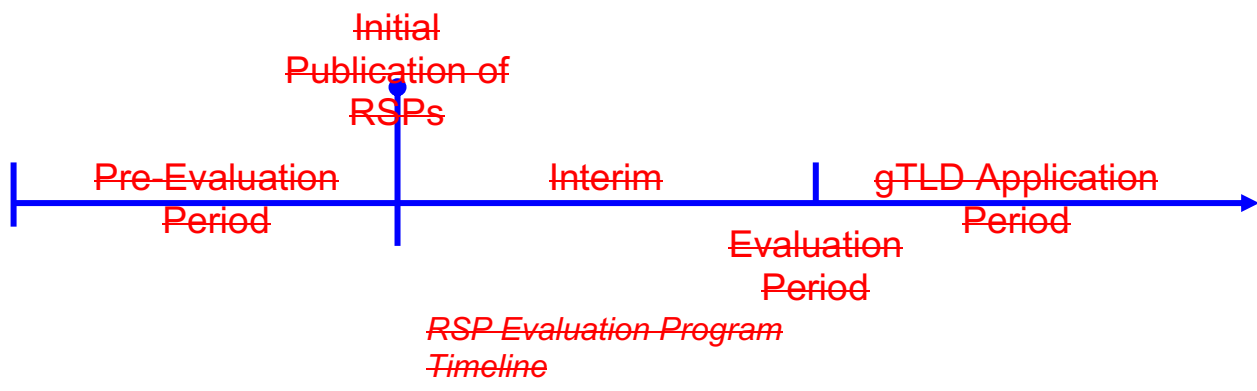 Initial
Publication of
RSPs
Pre-Evaluation
Period
Interim
gTLD Application
Period
Evaluation
Period
RSP Evaluation Program
Timeline